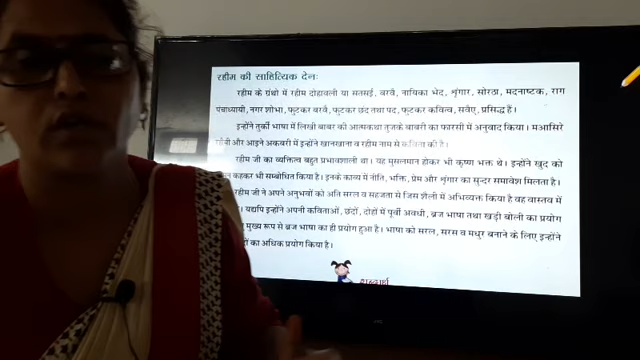 रहीम की साहित्यिक देनः
रहीम के ग्रंथो में रहीम दोहावली या सतसई, बरवै, नायिका भेद, शृंगार, सोरठा, मदनाष्टक, राग
पंचाध्यायी, नगर शोभा, फुटकर बरवै, फुटकर छंद तथा पद, फुटकर कवित्व, सवैए, प्रसिद्ध हैं।
इन्होंने तुर्की भाषा में लिखी बाबर की आत्मकथा तुजके बाबरी का फारसी में अनुवाद किया। मआसिरे
और आइने अकबरी में इन्होंने खानखाना व रहीम नाम से कविता की है।
रहीम जी का व्यक्तित्व बहुत प्रभावशाली था। यह मुसलमान होकर भी कृष्ण भक्त थे। इन्होंने खुद को
कहकर भी सम्बोधित किया है। इनके काव्य में नीति, भक्ति, प्रेम और शृंगार का सुन्दर समावेश मिलता है।
रहीम जी ने अपने अनुभवों को अति सरल व सहजता से जिस शैली में अभिव्यक्त किया है वह वास्तव में
। यद्यपि इन्होंने अपनी कविताओं, छंदों, दोहों में पूर्वी अवधी, ब्रज भाषा तथा खड़ी बोली का प्रयोग
मुख्य रूप से ब्रज भाषा का ही प्रयोग हुआ है। भाषा को सरल, सरस व मधुर बनाने के लिए इन्होंने
का अधिक प्रयोग किया है।
शब्दार्थ